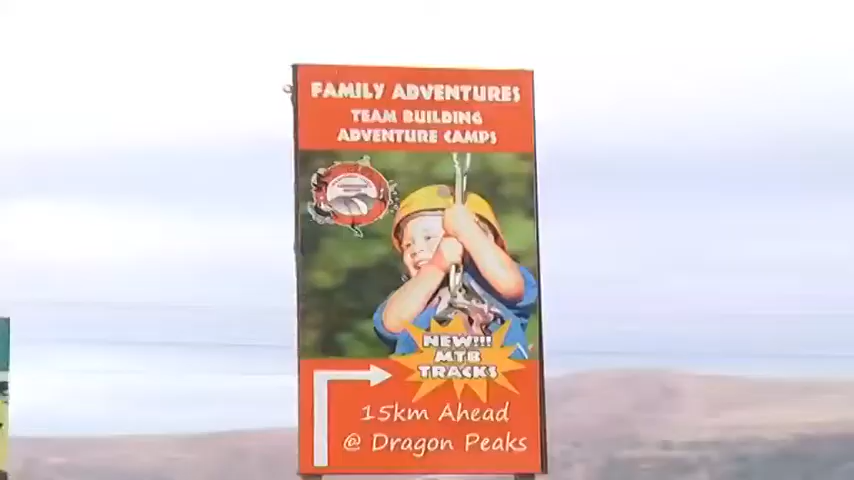 FAMILY ADVENTURES
TEAM BUILDING
ADVENTURE CAMPS
NEW!!!
MTB
TRACKS
15km Ahead
@ Dragon Peaks